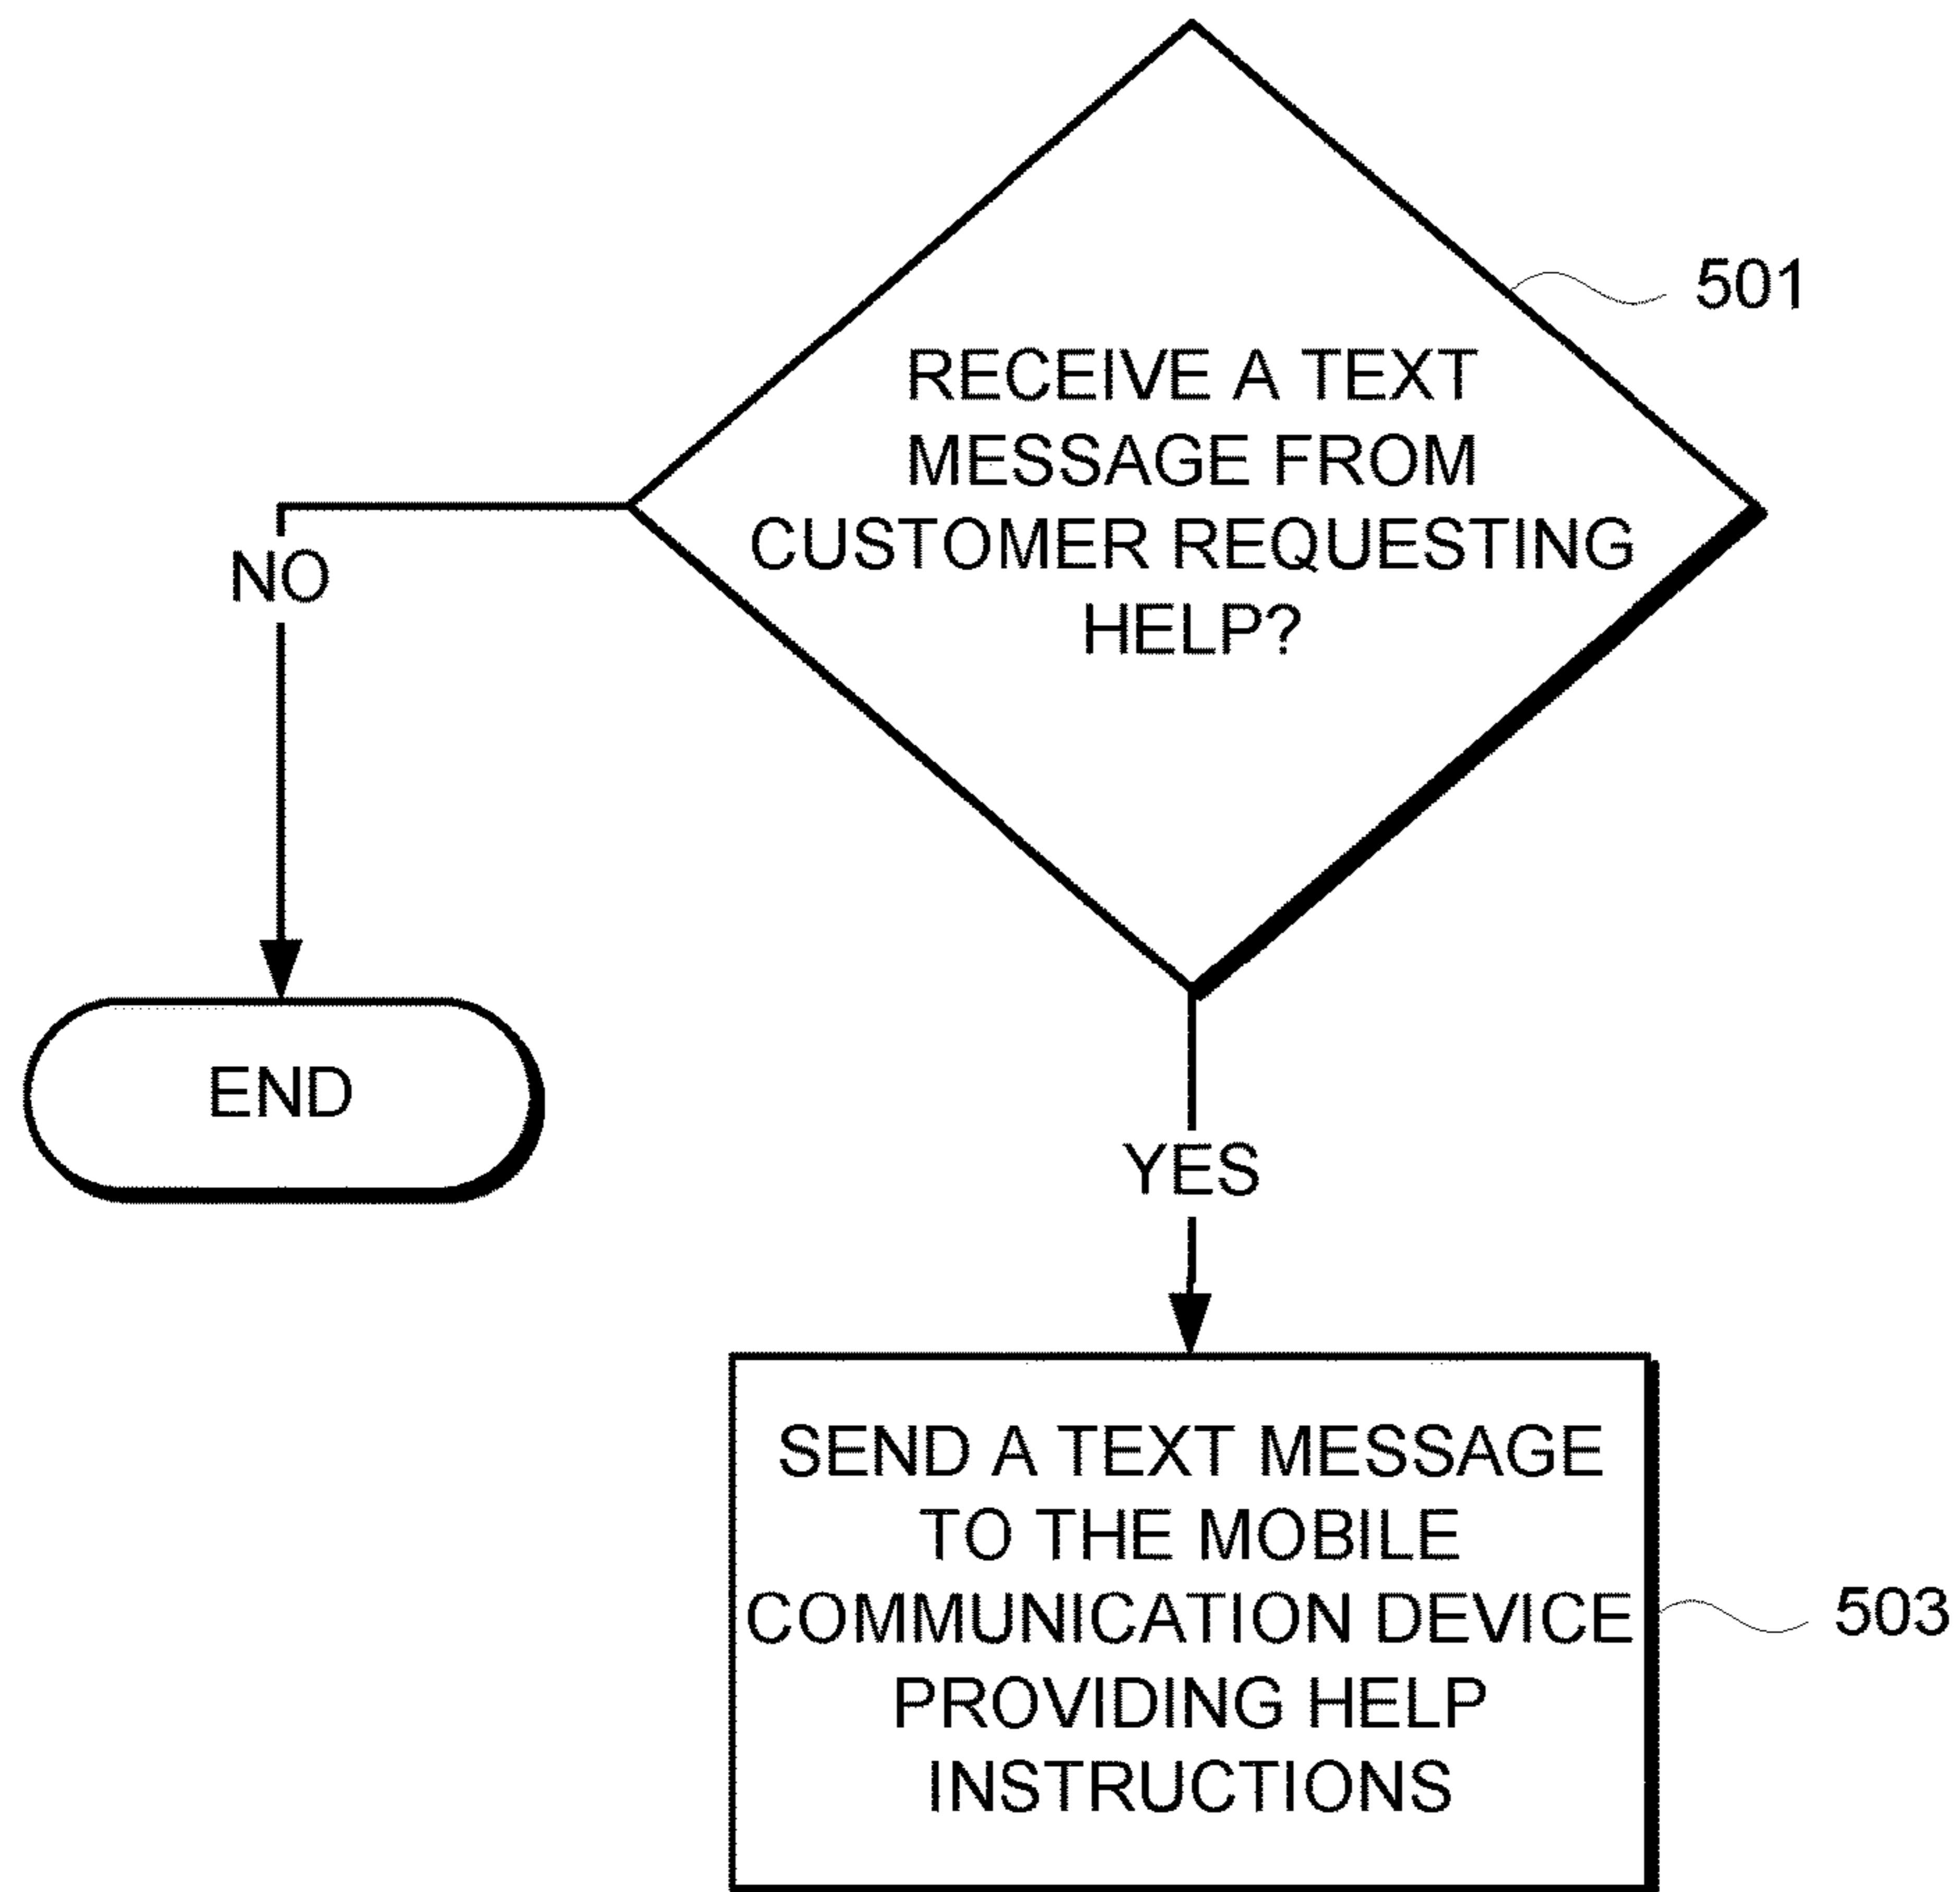 501
RECEIVE A TEXT
MESSAGE FROM
CUSTOMER REQUESTING
HELP?
NO
END
YES
SEND A TEXT MESSAGE
TO THE MOBILE
COMMUNICATION DEVICE
PROVIDING HELP
INSTRUCTIONS
503